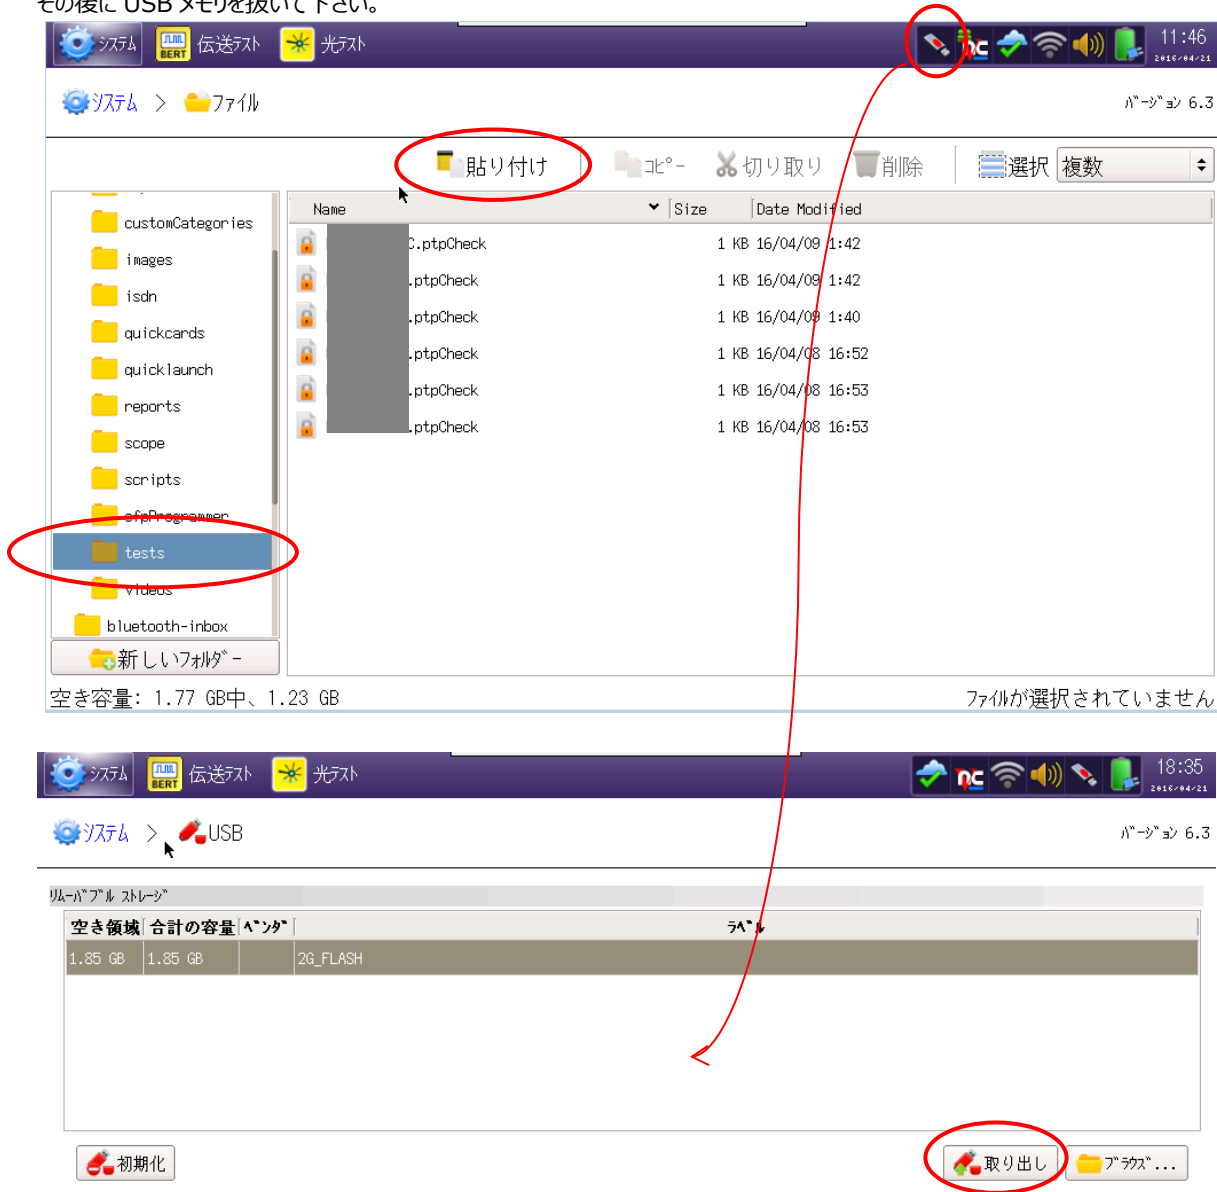 その後に USB メモリを抜いて下さい。
ｼｽﾃﾑ BERT 伝送ﾃｽﾄ 光ﾃｽﾄ 11:46
2016/04/21
ｼｽﾃﾑ > ﾌｧｲﾙ ﾊﾞｰｼﾞｮﾝ 6.3
貼り付け ｺﾋﾟｰ 切り取り 削除 選択 複数
Name Size Date Modified
customCategories
images
isdn
quickcards
quicklaunch
reports
scope
scripts
sfpProgrammer
tests
videos
bluetooth-inbox
C.ptpCheck 1 KB 16/04/09 1:42
.ptpCheck 1 KB 16/04/09 1:42
.ptpCheck 1 KB 16/04/09 1:40
.ptpCheck 1 KB 16/04/08 16:52
.ptpCheck 1 KB 16/04/08 16:53
.ptpCheck 1 KB 16/04/08 16:53
新しいﾌｫﾙﾀﾞｰ
空き容量: 1.77 GB中、1.23 GB ﾌｧｲﾙが選択されていません
ｼｽﾃﾑ BERT 伝送ﾃｽﾄ 光ﾃｽﾄ 18:35
2016/04/21
ｼｽﾃﾑ > USB ﾊﾞｰｼﾞｮﾝ 6.3
ﾘﾑｰﾊﾞﾌﾞﾙ ｽﾄﾚｰｼﾞ
空き領域 合計の容量 ﾍﾞﾝﾀﾞ ﾗﾍﾞﾙ
1.85 GB 1.85 GB 2G_FLASH
初期化 取り出し ﾌﾞﾗｳｽﾞ...